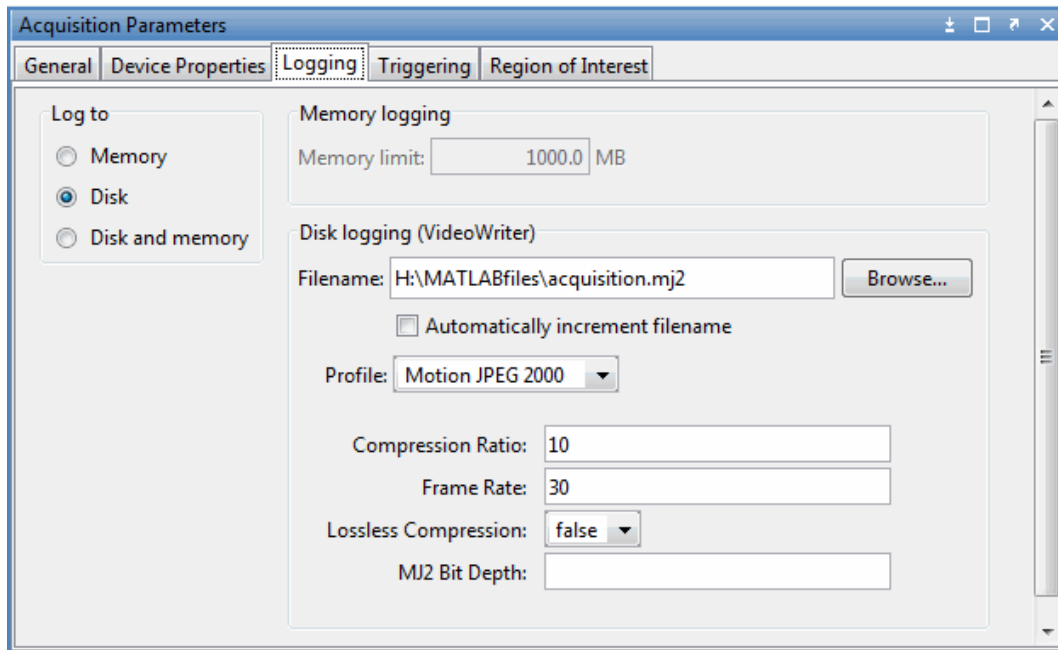 Acquisition Parameters
General Device Properties Logging Triggering Region of Interest
Log to
Memory
Disk
Disk and memory
Memory logging
Memory limit: 1000.0 MB
Disk logging (VideoWriter)
Filename: H:\MATLABfiles\acquisition.mj2 Browse...
Automatically increment filename
Profile: Motion JPEG 2000
Compression Ratio: 10
Frame Rate: 30
Lossless Compression: false
MJ2 Bit Depth: